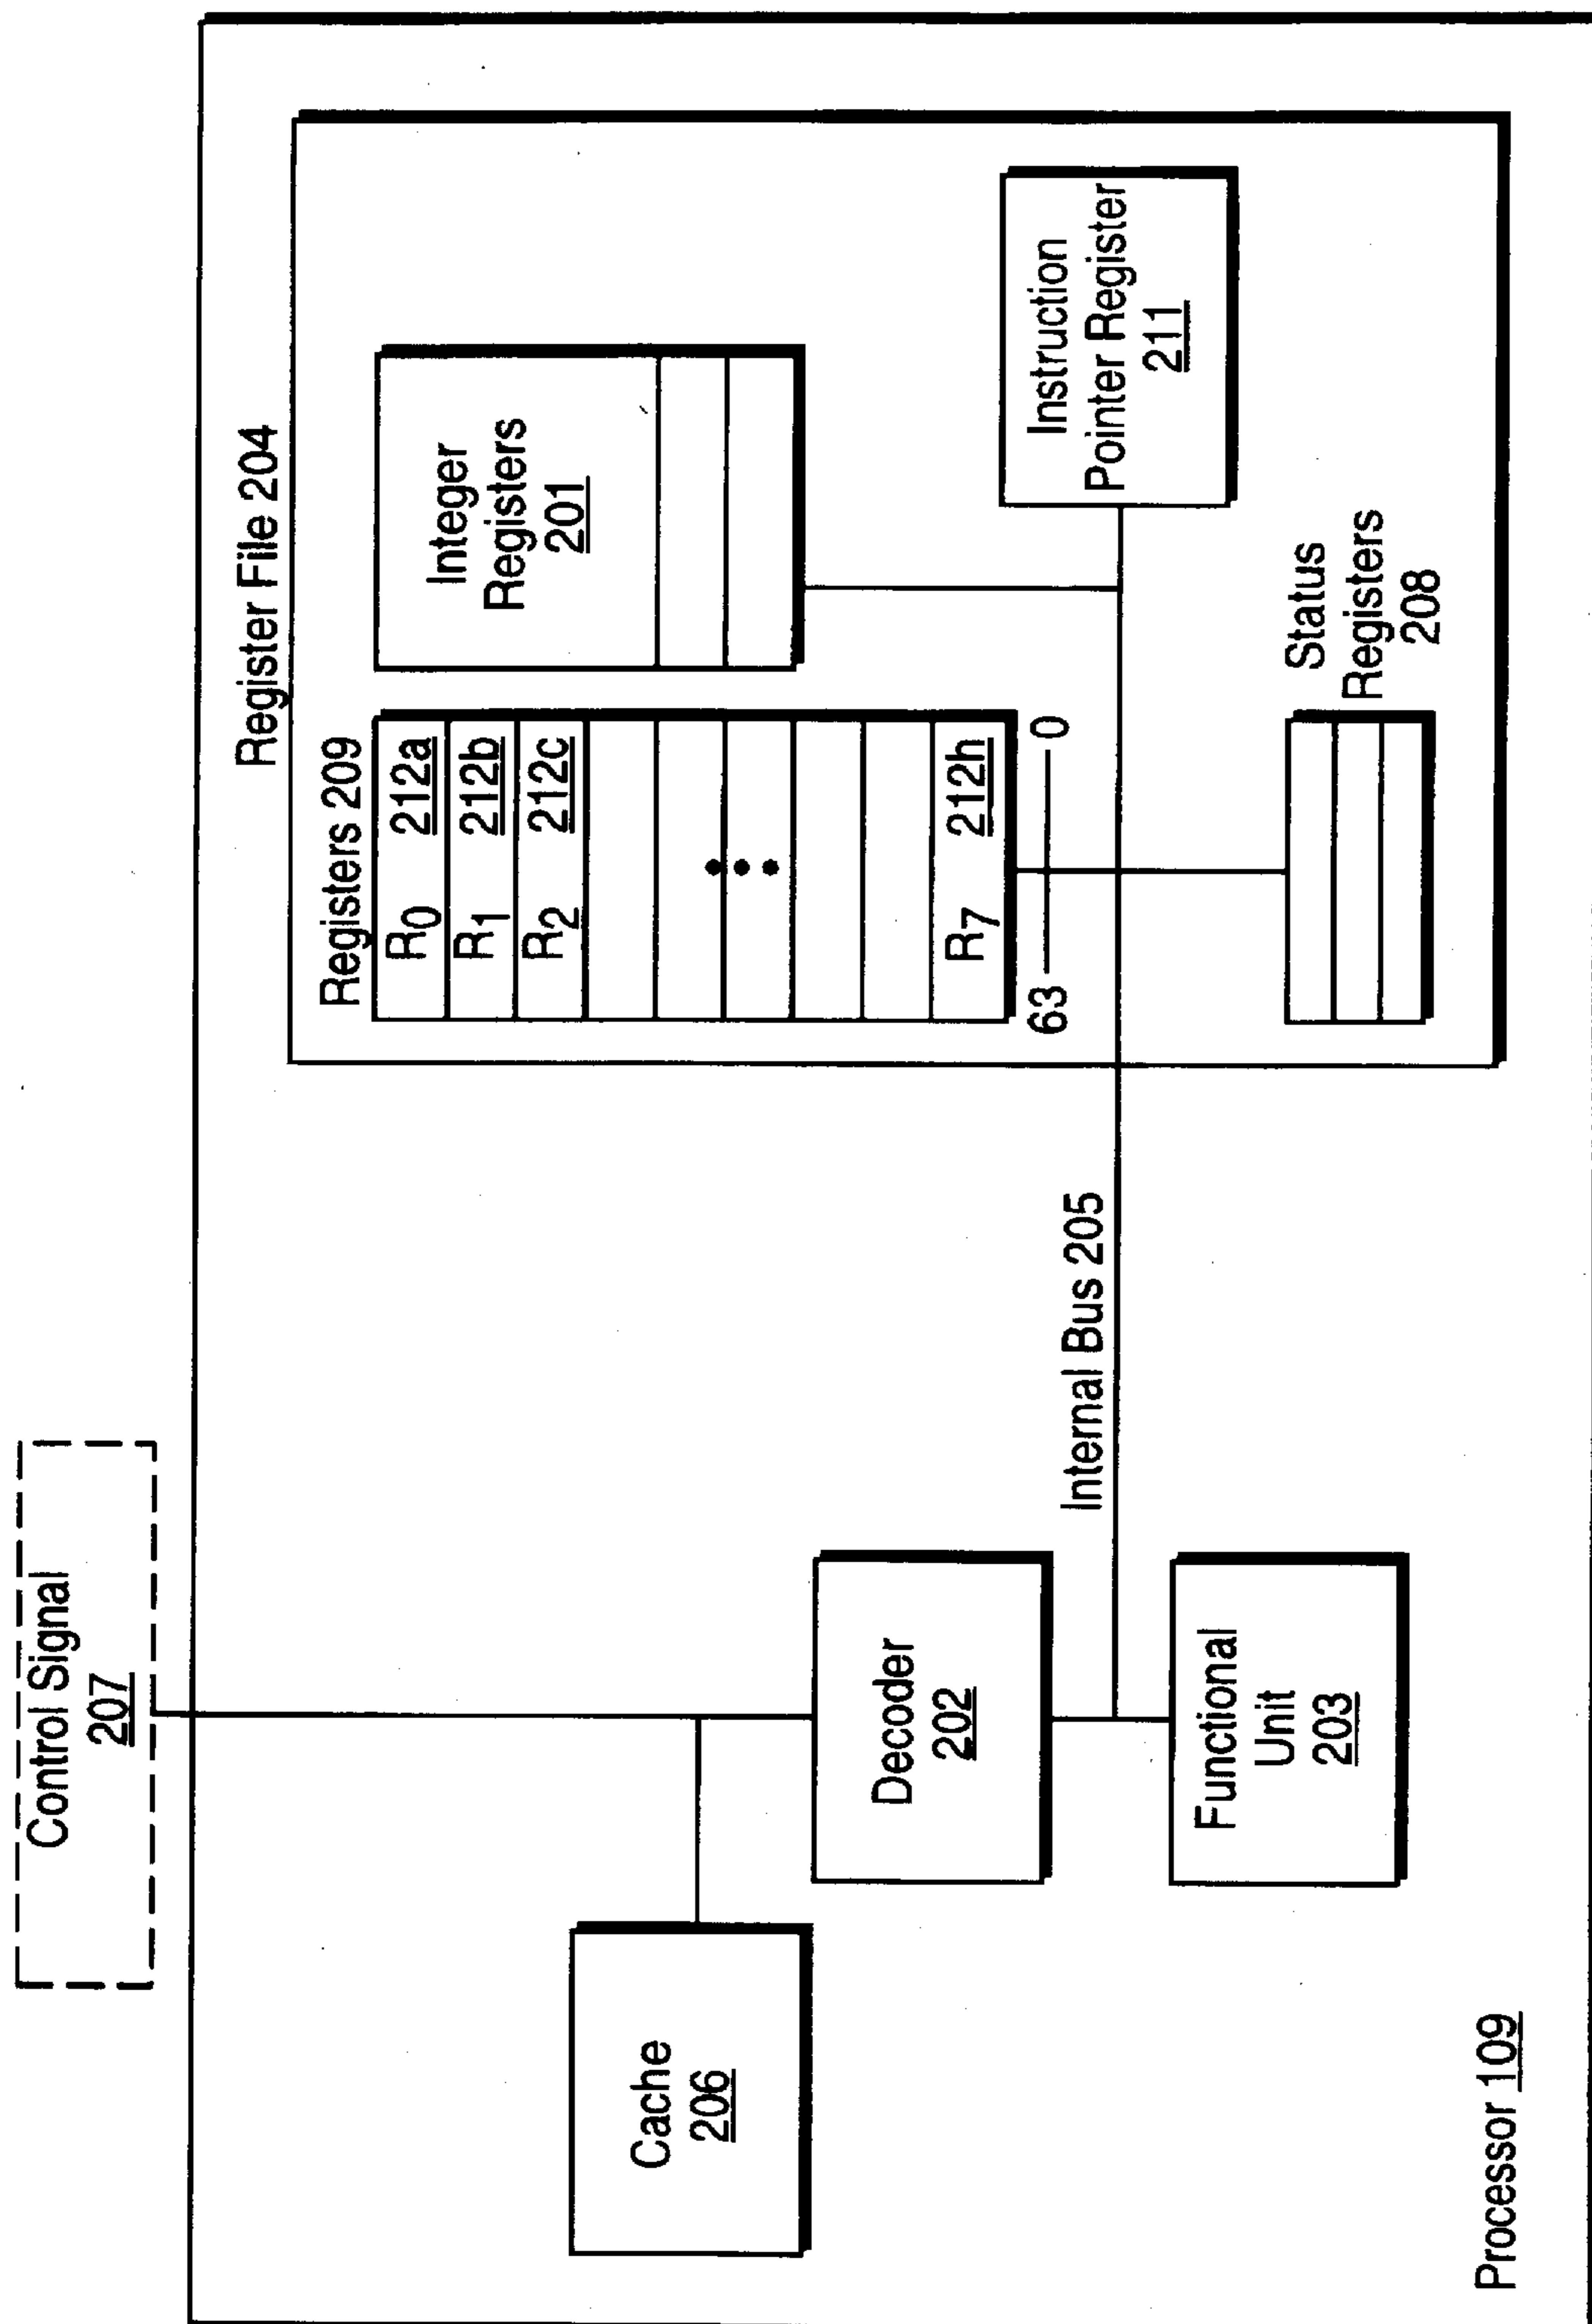 Control Signal
207
Register File 204
Registers 209
R0 212a
R1 212b
R2 212c
R7 212h
63 0
Integer
Registers
201
Instruction
Pointer Register
211
Status
Registers
208
Internal Bus 205
Cache
206
Decoder
202
Functional
Unit
203
Processor 109